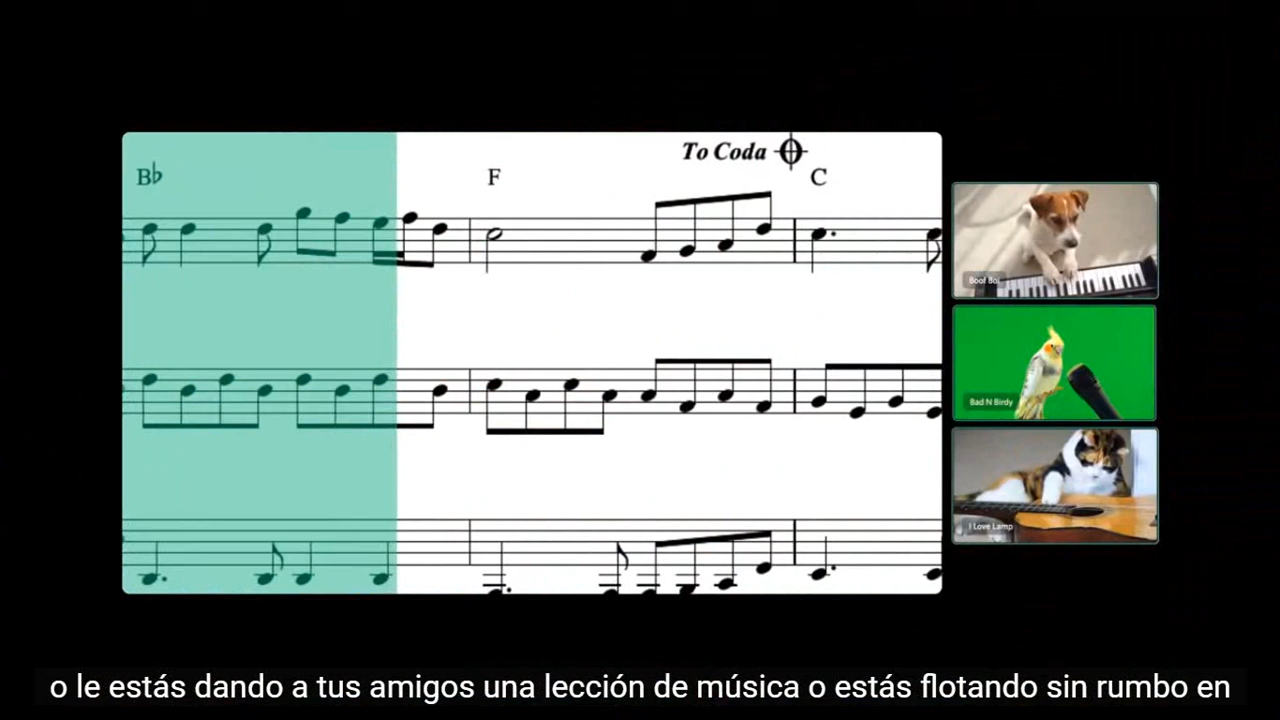 To Coda
B♭ F C
Boof Boi
Bad N Birdy
I Love Lamp
o le estás dando a tus amigos una lección de música o estás flotando sin rumbo en